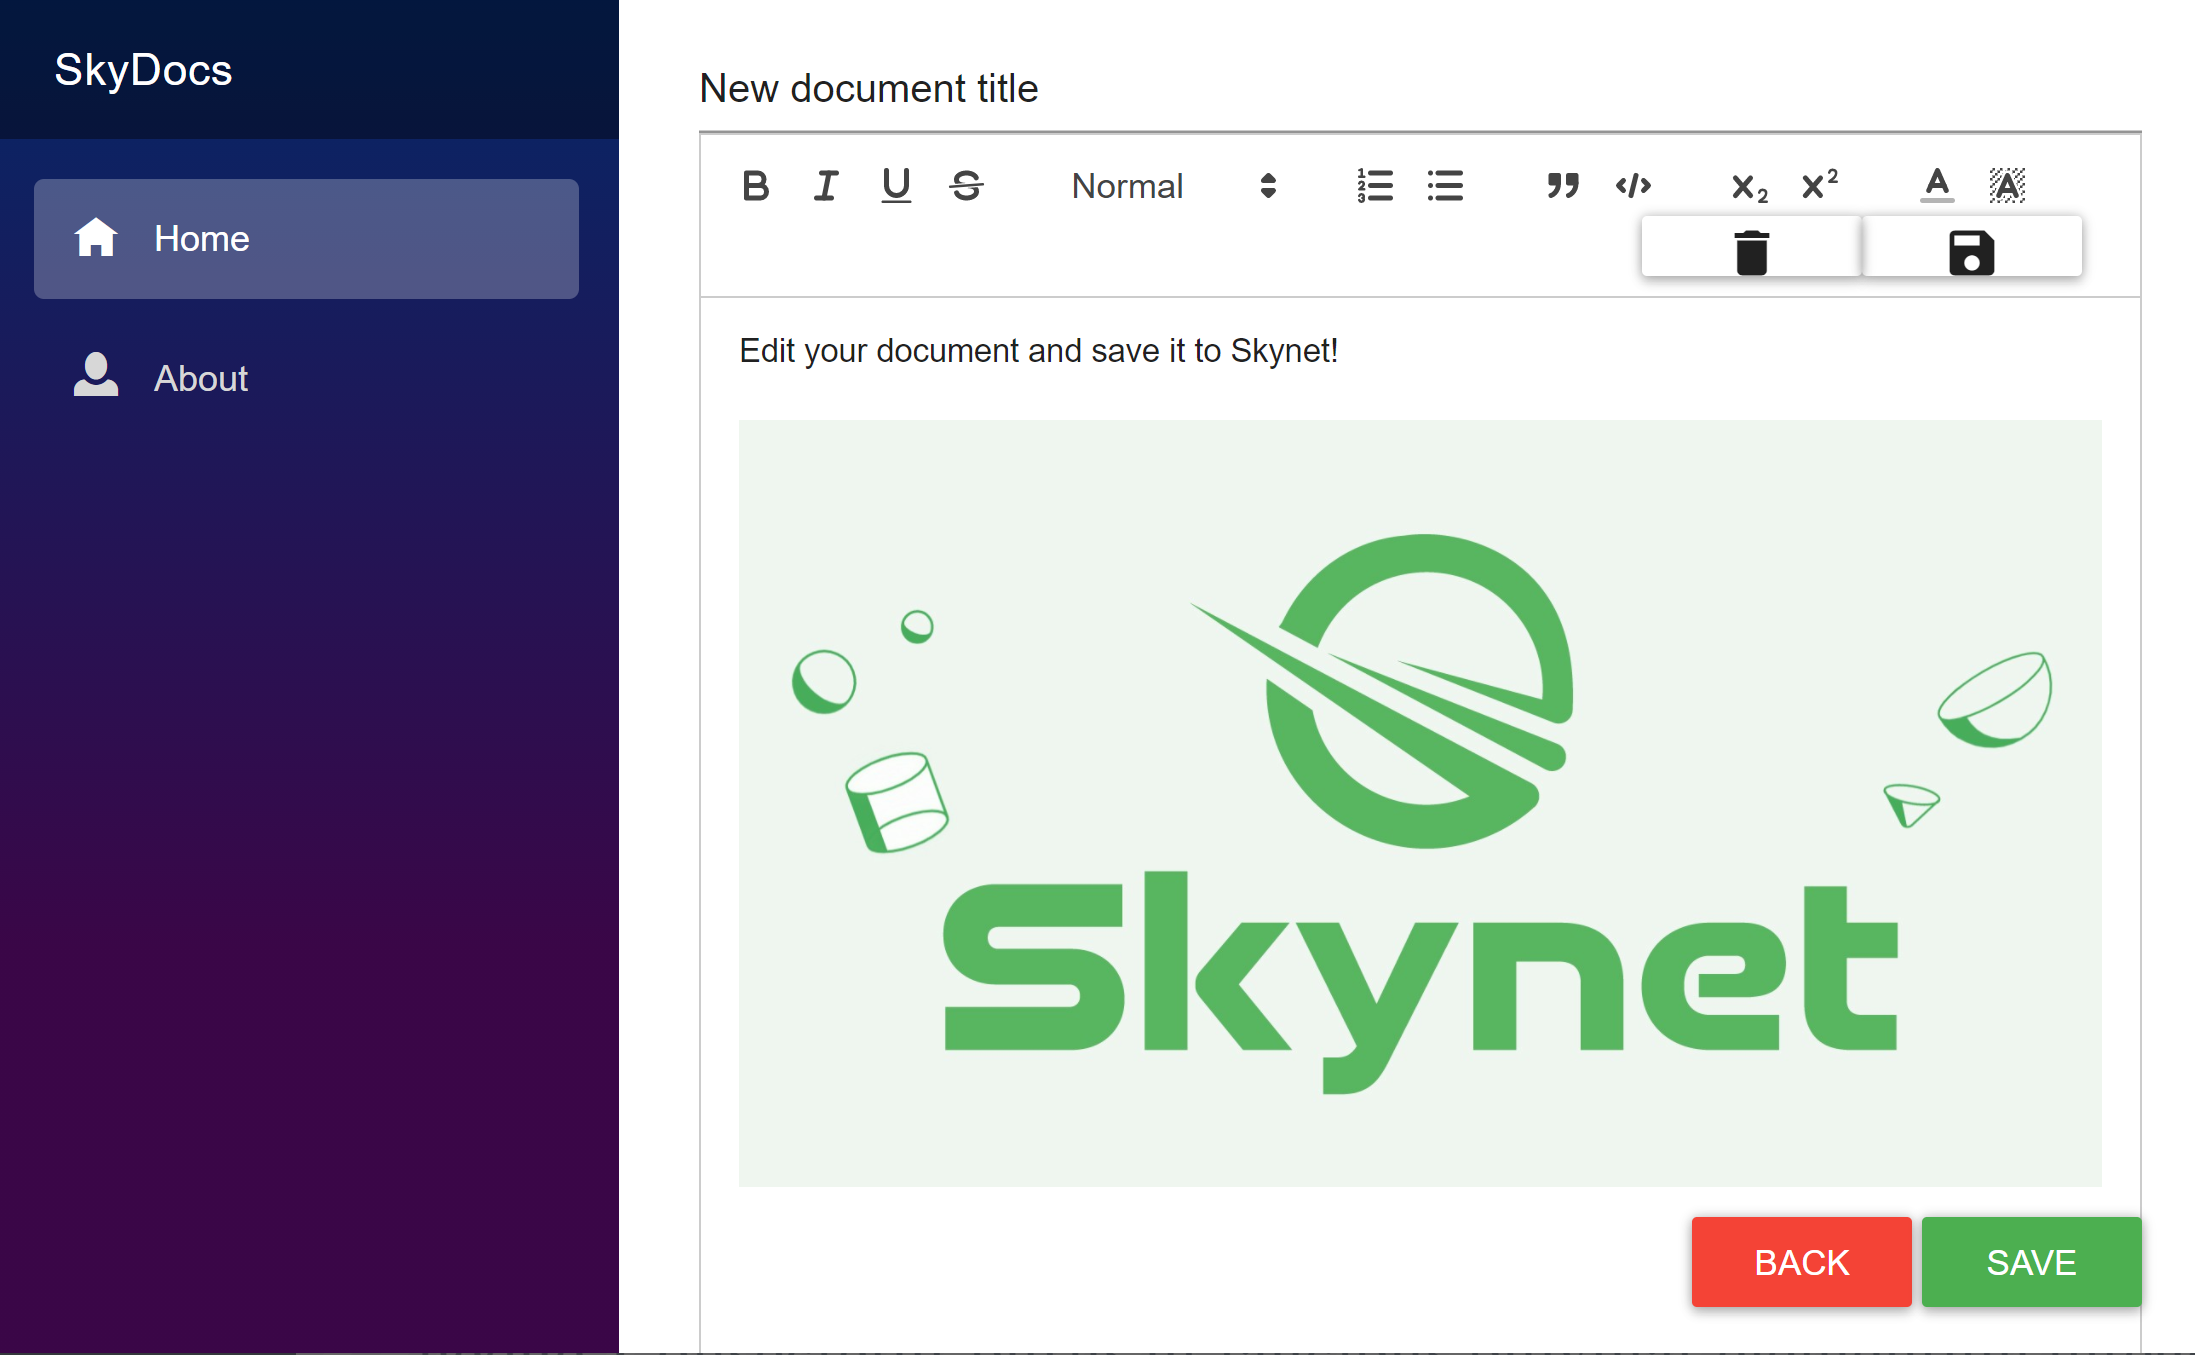 SkyDocs
Home
About
New document title
Normal
Edit your document and save it to Skynet!
Skynet
BACK
SAVE